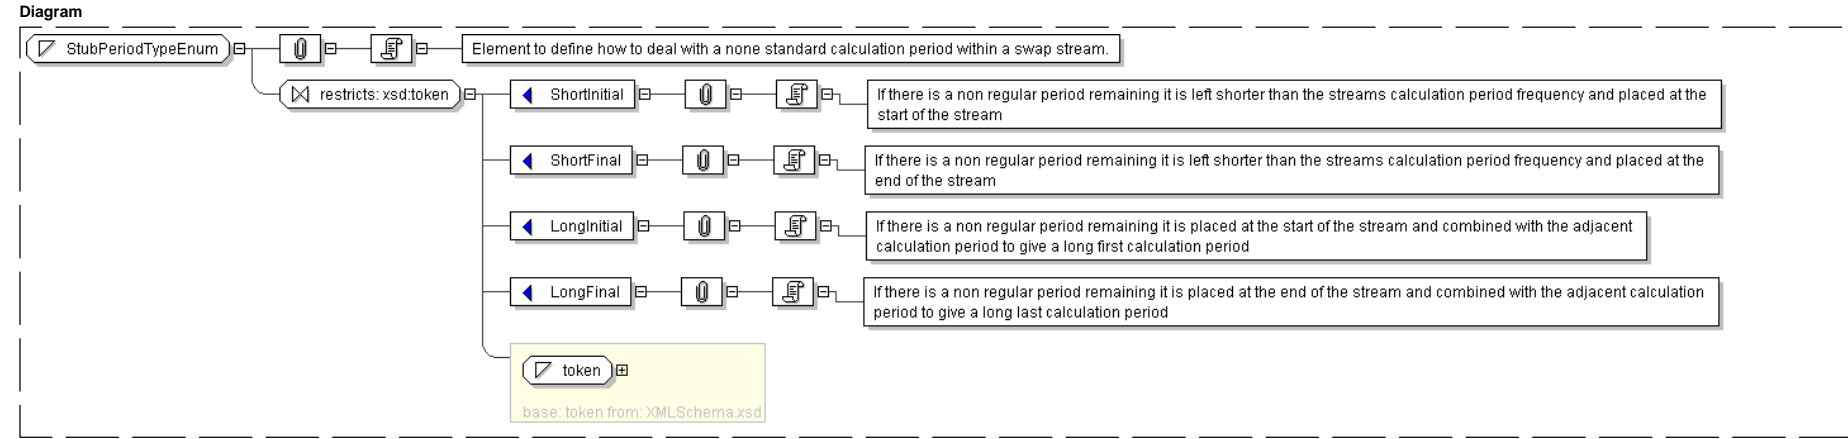 Diagram
StubPeriodTypeEnum
Element to define how to deal with a none standard calculation period within a swap stream.
restricts: xsd:token
ShortInitial
If there is a non regular period remaining it is left shorter than the streams calculation period frequency and placed at the
start of the stream
ShortFinal
If there is a non regular period remaining it is left shorter than the streams calculation period frequency and placed at the
end of the stream
LongInitial
If there is a non regular period remaining it is placed at the start of the stream and combined with the adjacent
calculation period to give a long first calculation period
LongFinal
If there is a non regular period remaining it is placed at the end of the stream and combined with the adjacent calculation
period to give a long last calculation period
token
base: token from: XMLSchema.xsd